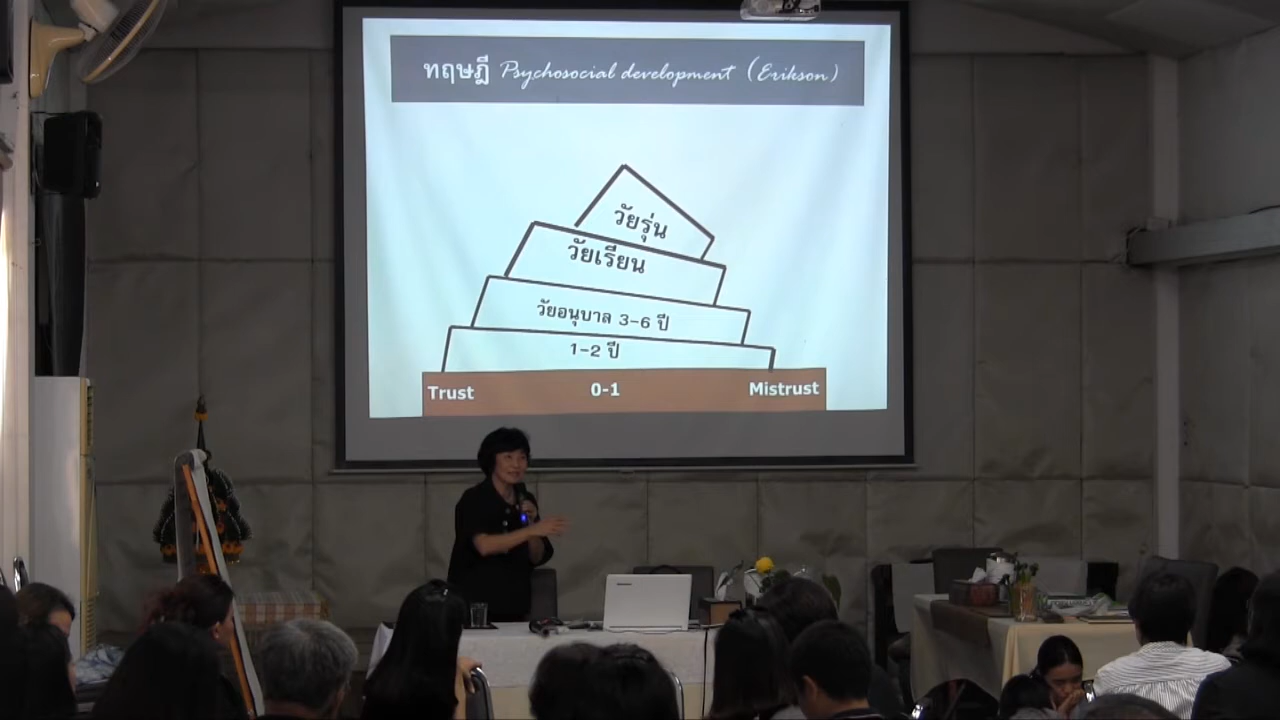 ทฤษฎี Psychosocial development (Erikson)
วัยรุ่น
วัยเรียน
วัยอนุบาล 3-6 ปี
1-2 ปี
Trust 0-1 Mistrust